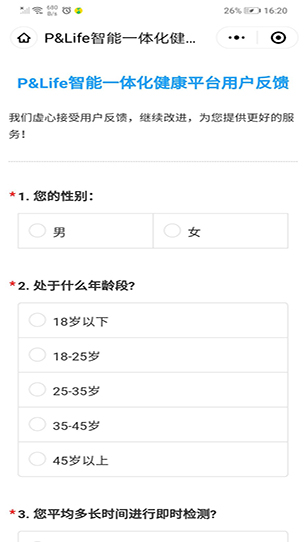 680
B/s
26%
16:20
P&Life智能一体化健...
P&Life智能一体化健康平台用户反馈
我们虚心接受用户反馈，继续改进，为您提供更好的服
务！
*1. 您的性别：
男
女
*2. 处于什么年龄段?
18岁以下
18-25岁
25-35岁
35-45岁
45岁以上
*3. 您平均多长时间进行即时检测?